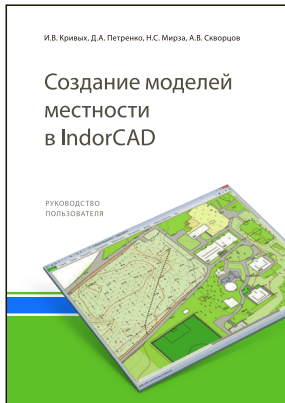 И.В. Кривых, Д.А. Петренко, Н.С. Мирза, А.В. Скворцов
Создание моделей
местности
в IndorCAD
РУКОВОДСТВО
ПОЛЬЗОВАТЕЛЯ